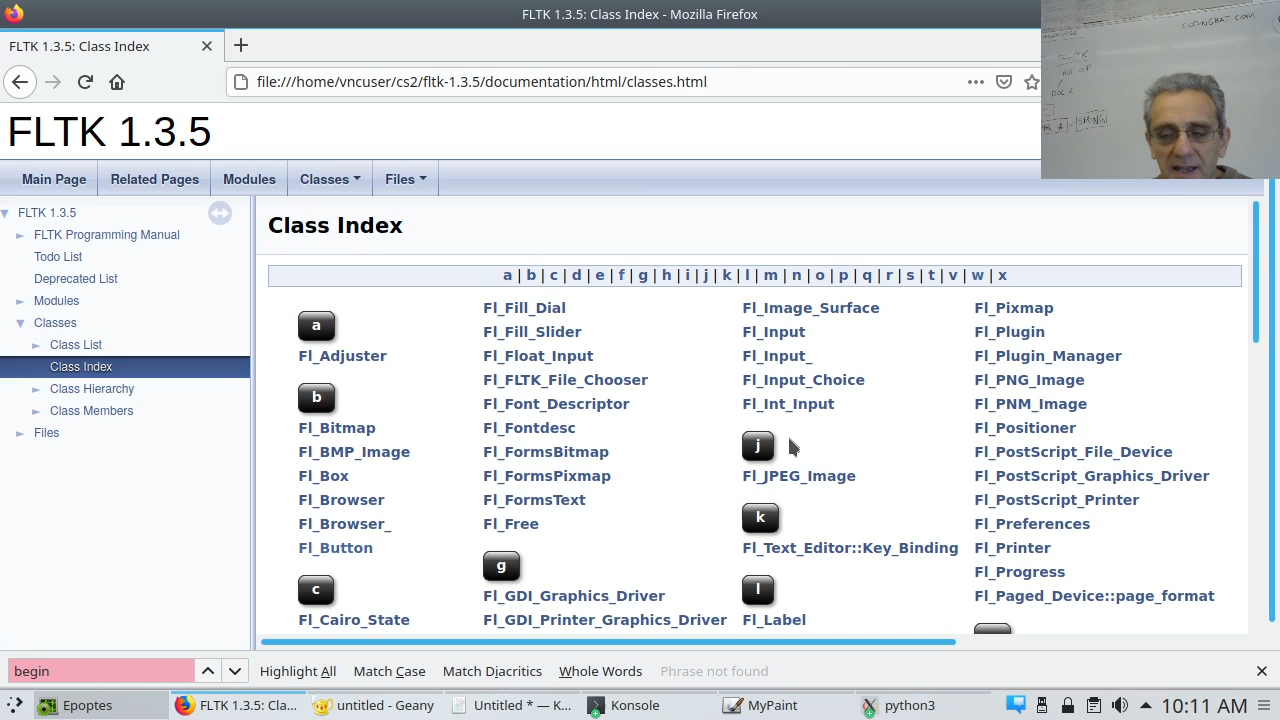 FLTK 1.3.5: Class Index - Mozilla Firefox
FLTK 1.3.5: Class Index
file:///home/vncuser/cs2/fltk-1.3.5/documentation/html/classes.html
CODINGBAT.COM
FLTK 1.3.5
Main Page
Related Pages
Modules
Classes
Files
FLTK 1.3.5
FLTK Programming Manual
Todo List
Deprecated List
Modules
Classes
Class List
Class Index
Class Hierarchy
Class Members
Files
Class Index
a | b | c | d | e | f | g | h | i | j | k | l | m | n | o | p | q | r | s | t | v | w | x
a
Fl_Adjuster
b
Fl_Bitmap
Fl_BMP_Image
Fl_Box
Fl_Browser
Fl_Browser_
Fl_Button
c
Fl_Cairo_State
Fl_Fill_Dial
Fl_Fill_Slider
Fl_Float_Input
Fl_FLTK_File_Chooser
Fl_Font_Descriptor
Fl_Fontdesc
Fl_FormsBitmap
Fl_FormsPixmap
Fl_FormsText
Fl_Free
g
Fl_GDI_Graphics_Driver
Fl_GDI_Printer_Graphics_Driver
Fl_Image_Surface
Fl_Input
Fl_Input_
Fl_Input_Choice
Fl_Int_Input
j
Fl_JPEG_Image
k
Fl_Text_Editor::Key_Binding
l
Fl_Label
Fl_Pixmap
Fl_Plugin
Fl_Plugin_Manager
Fl_PNG_Image
Fl_PNM_Image
Fl_Positioner
Fl_PostScript_File_Device
Fl_PostScript_Graphics_Driver
Fl_PostScript_Printer
Fl_Preferences
Fl_Printer
Fl_Progress
Fl_Paged_Device::page_format
begin
Highlight All
Match Case
Match Diacritics
Whole Words
Phrase not found
Epoptes
FLTK 1.3.5: Cla...
untitled - Geany
Untitled * — K...
Konsole
MyPaint
python3
10:11 AM